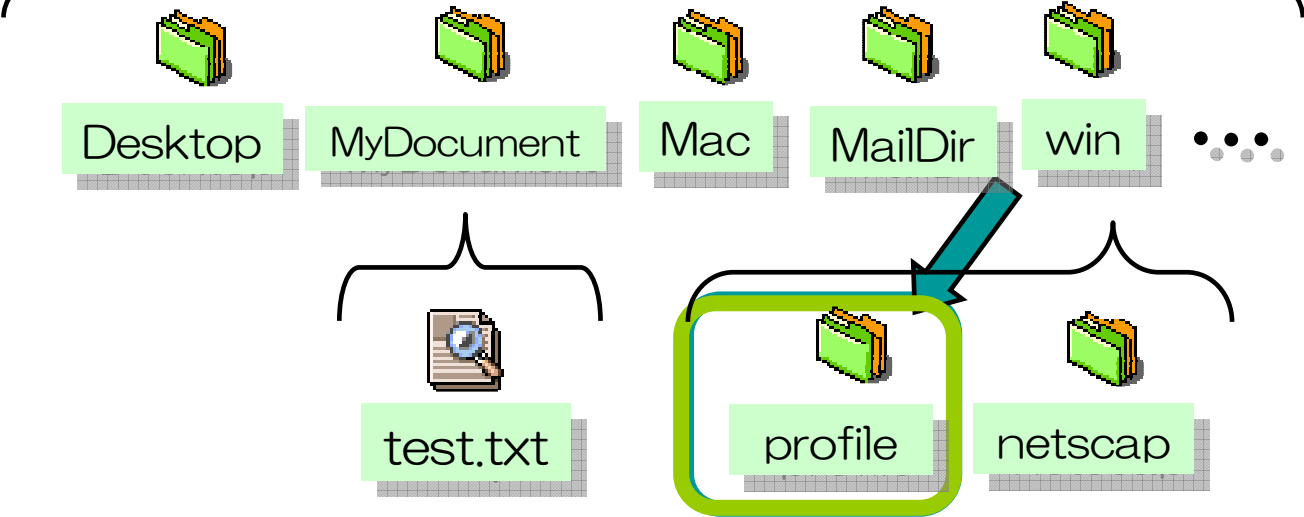 Desktop
MyDocument
Mac
MailDir
win
test.txt
profile
netscap